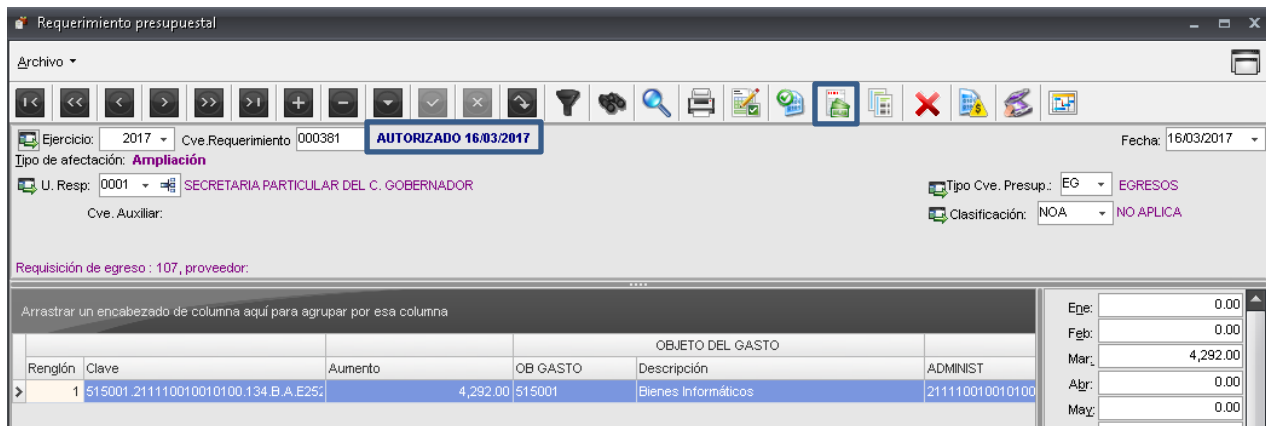 Requerimiento presupuestal
Archivo
Ejercicio: 2017 Cve.Requerimiento 000381 AUTORIZADO 16/03/2017 Fecha: 16/03/2017
Tipo de afectación: Ampliación
U. Resp: 0001 SECRETARIA PARTICULAR DEL C. GOBERNADOR Tipo Cve. Presup.: EG EGRESOS
Cve. Auxiliar: Clasificación: NOA NO APLICA
Requisición de egreso : 107, proveedor:
Arrastrar un encabezado de columna aquí para agrupar por esa columna
OBJETO DEL GASTO
Renglón Clave Aumento OB GASTO Descripción ADMINIST
1 515001.211110010010100.134.B.A.E252 4,292.00 515001 Bienes Informáticos 211110010010100
Ene: 0.00
Feb: 0.00
Mar: 4,292.00
Abr: 0.00
May: 0.00